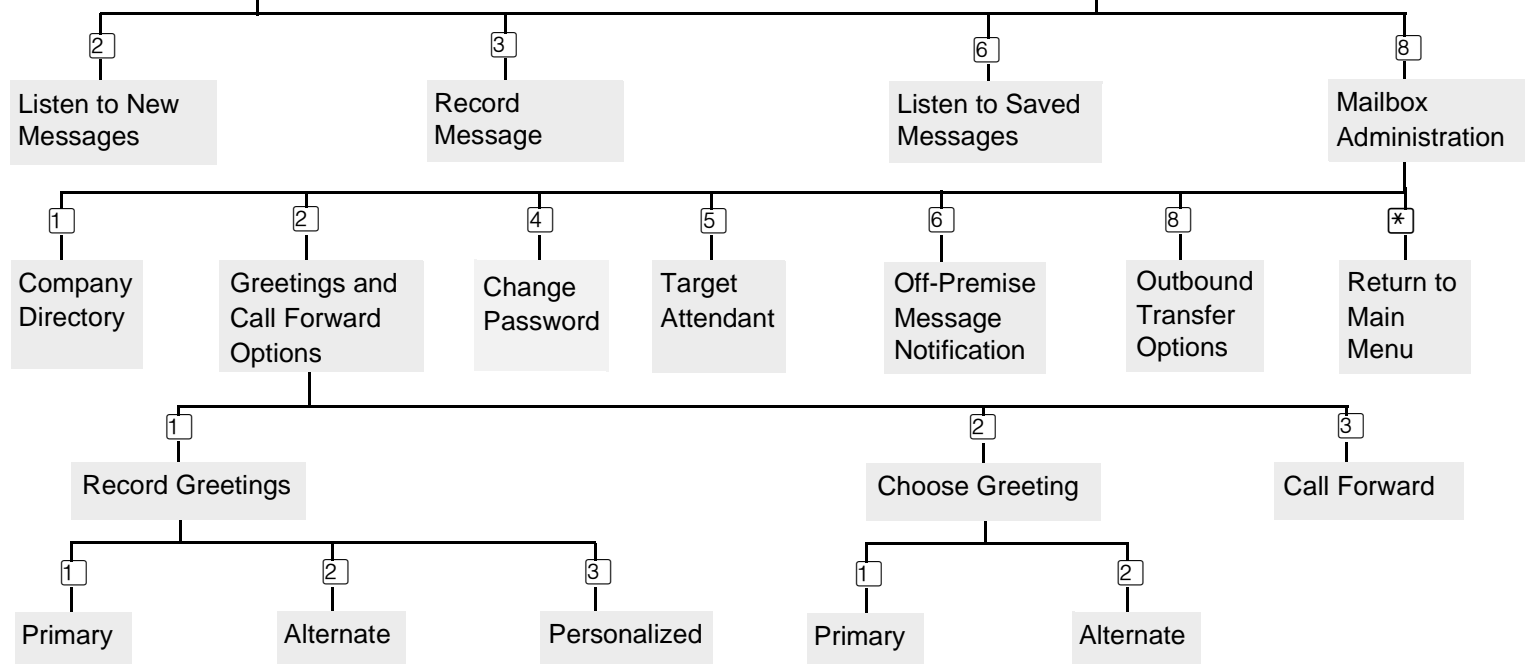 2
3
6
8
Listen to New
Messages
Record
Message
Listen to Saved
Messages
Mailbox
Administration
1
2
4
5
6
8
*
Company
Directory
Greetings and
Call Forward
Options
Change
Password
Target
Attendant
Off-Premise
Message
Notification
Outbound
Transfer
Options
Return to
Main
Menu
1
2
3
Record Greetings
Choose Greeting
Call Forward
1
2
3
1
2
Primary
Alternate
Personalized
Primary
Alternate